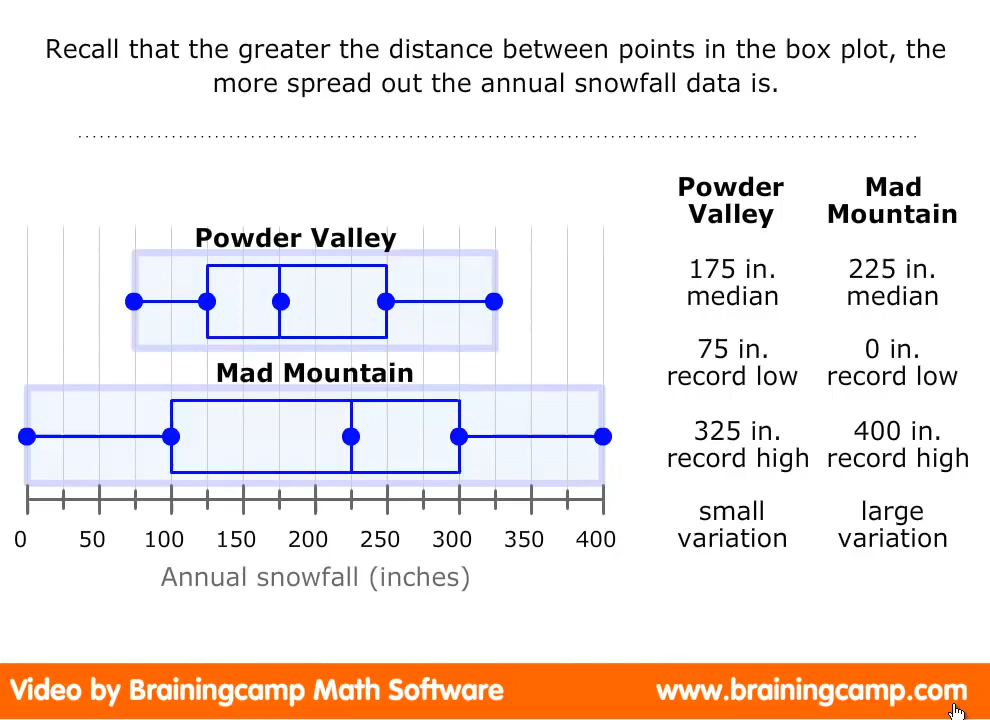 Recall that the greater the distance between points in the box plot, the
more spread out the annual snowfall data is.
Powder Valley
Mad Mountain
0 50 100 150 200 250 300 350 400
Annual snowfall (inches)
Powder Mad
Valley Mountain
175 in. 225 in.
median median
75 in. 0 in.
record low record low
325 in. 400 in.
record high record high
small large
variation variation
Video by Brainingcamp Math Software www.brainingcamp.com